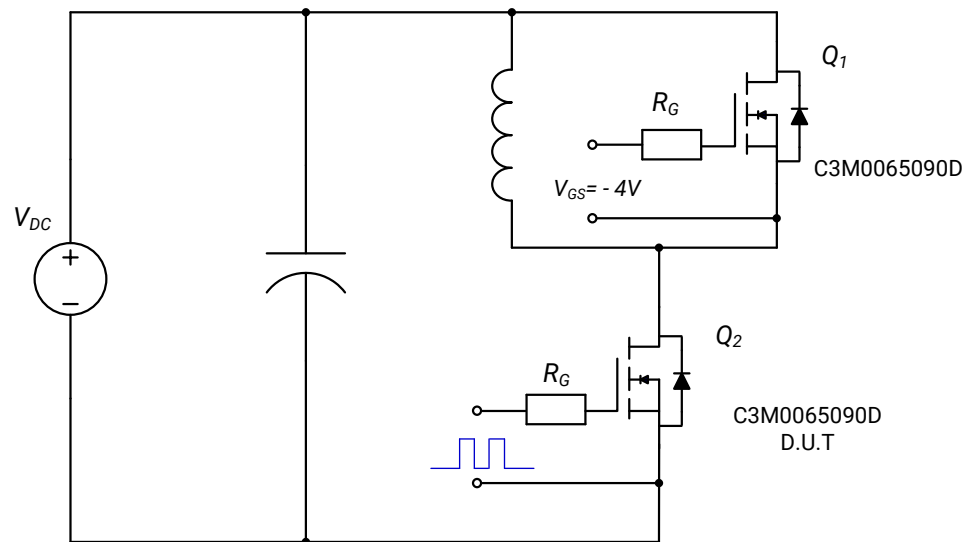 Q1
RG
C3M0065090D
VGS= - 4V
VDC
+
−
Q2
RG
C3M0065090D
D.U.T